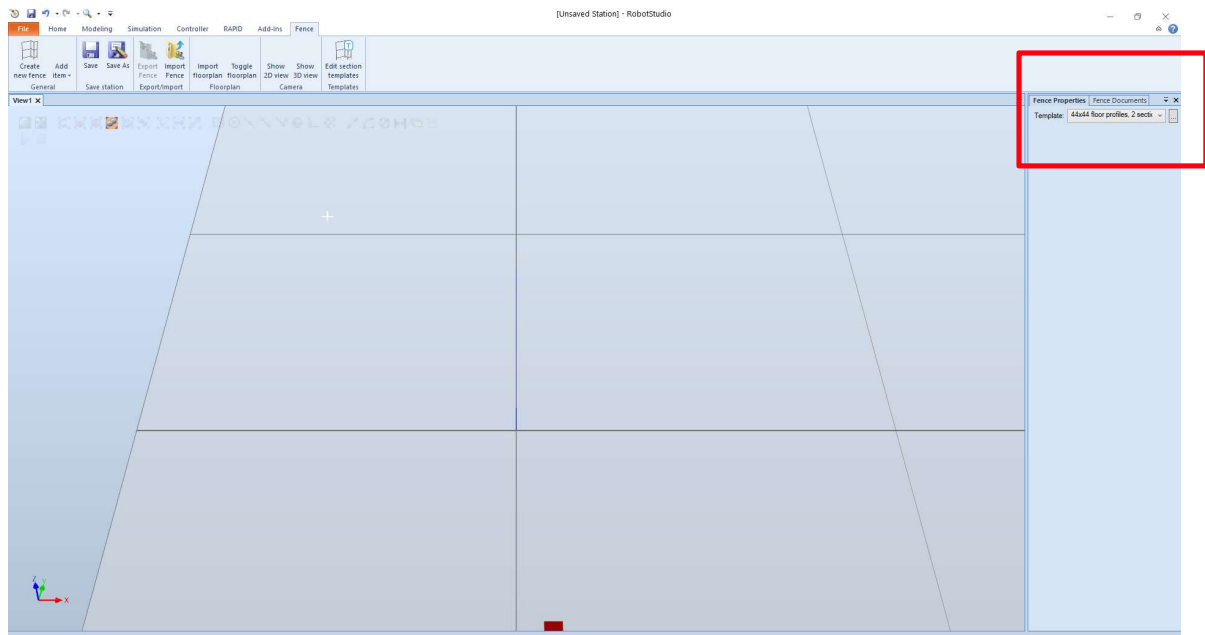 [Unsaved Station] - RobotStudio
File Home Modeling Simulation Controller RAPID Add-Ins Fence
Create new fence
Add item
Save
Save As
Export Fence
Import Fence
Import floorplan
Toggle floorplan
Show 2D view
Show 3D view
Edit section templates
General Save station Export/Import Floorplan Camera Templates
View1 X
Fence Properties Fence Documents
Template: 44x44 floor profiles, 2 sectic
Z Y
X